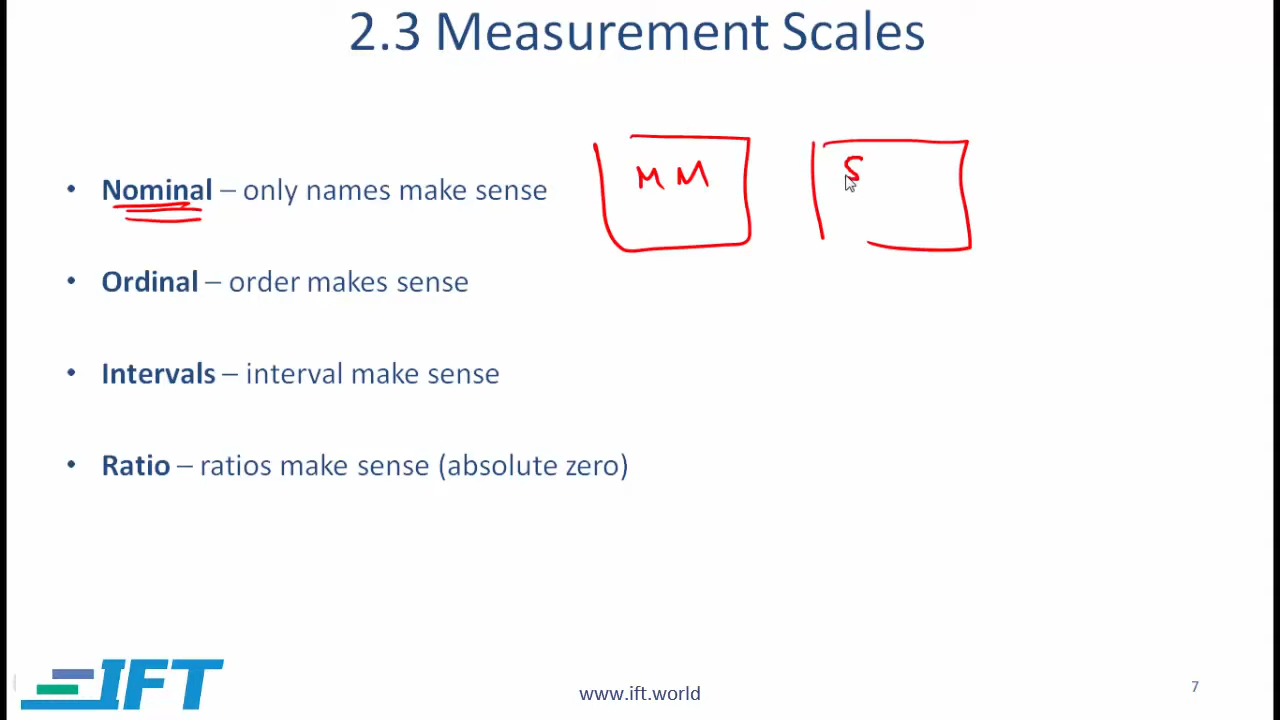 2.3 Measurement Scales
• Nominal – only names make sense
MM
S
• Ordinal – order makes sense
• Intervals – interval make sense
• Ratio – ratios make sense (absolute zero)
IFT
www.ift.world
7